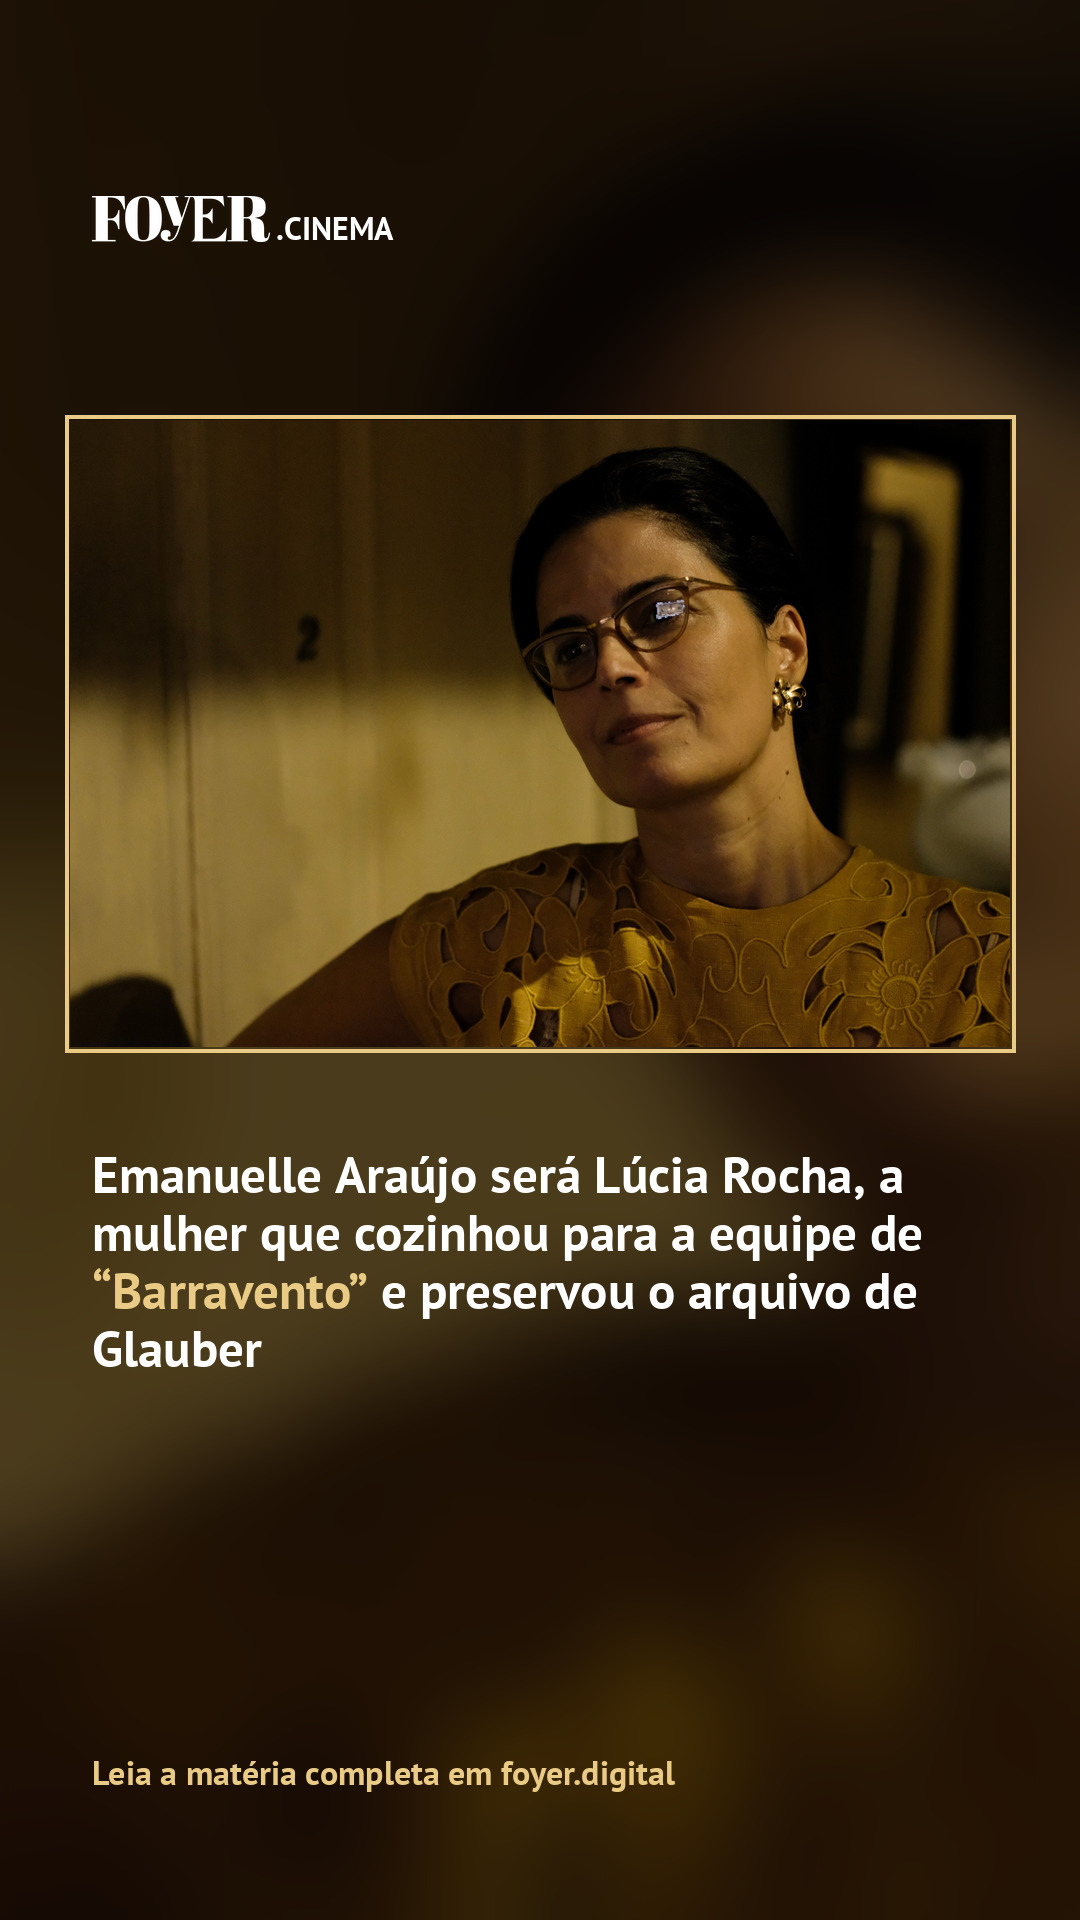 FOYER.CINEMA
2
Emanuelle Araújo será Lúcia Rocha, a
mulher que cozinhou para a equipe de
“Barravento” e preservou o arquivo de
Glauber
Leia a matéria completa em foyer.digital